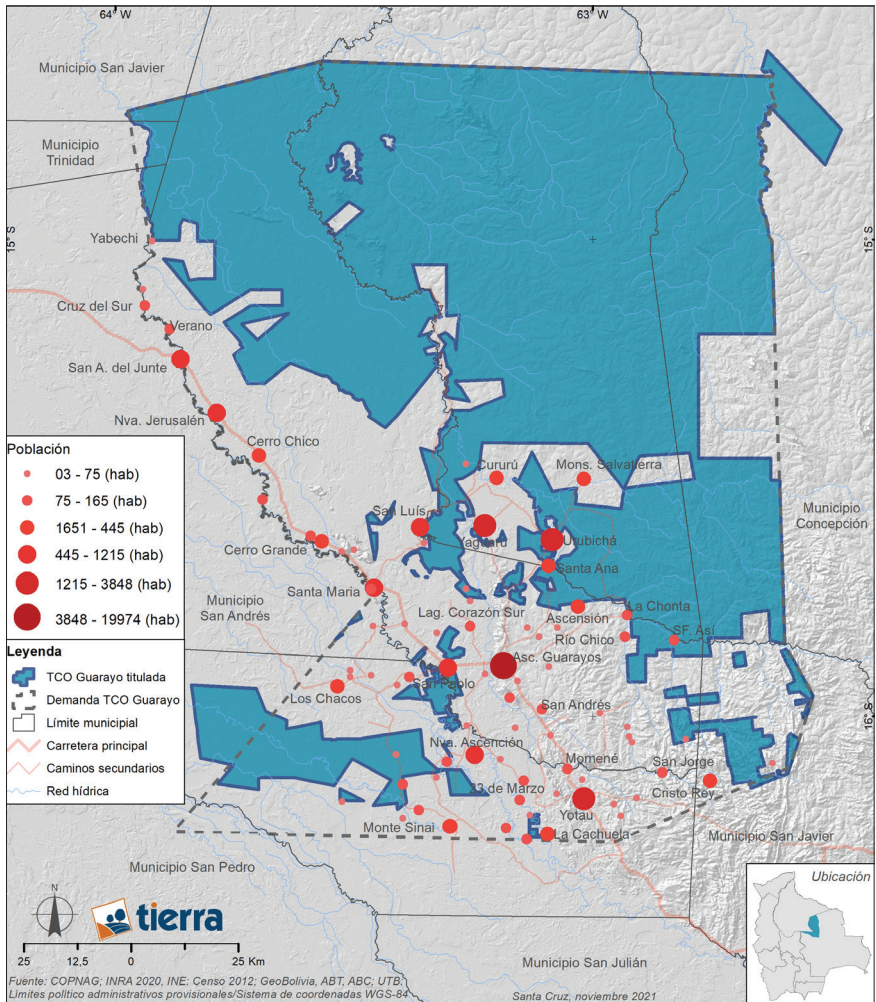 64° W
63° W
Municipio San Javier
Municipio
Trinidad
15° S
15° S
Yabochi
Cruz del Sur
Verano
San A. del Junte
Nva. Jerusalén
Cerro Chico
Cururú
Mons. Salvatierra
Municipio
Concepción
San Luís
Yaguarú
Urubichá
Cerro Grande
Santa Ana
Santa Maria
Municipio
San Andrés
Lag. Corazón Sur
Ascensión
La Chonta
Río Chico
SF. Asi
Asc. Guarayos
San Pablo
Los Chacos
San Andrés
16° S
Nva. Ascención
Momené
San Jorge
23 de Marzo
Cristo Rey
Yotau
Monte Sinai
La Cachuela
Municipio San Javier
Municipio San Pedro
Municipio San Julián
Población
03 - 75 (hab)
75 - 165 (hab)
1651 - 445 (hab)
445 - 1215 (hab)
1215 - 3848 (hab)
3848 - 19974 (hab)
Leyenda
TCO Guarayo titulada
Demanda TCO Guarayo
Límite municipal
Carretera principal
Caminos secundarios
Red hídrica
N
tierra
25 12,5 0 25 Km
Ubicación
Fuente: COPNAG; INRA 2020, INE: Censo 2012; GeoBolivia, ABT, ABC; UTB.
Límites político administrativos provisionales/Sistema de coordenadas WGS-84
Santa Cruz, noviembre 2021